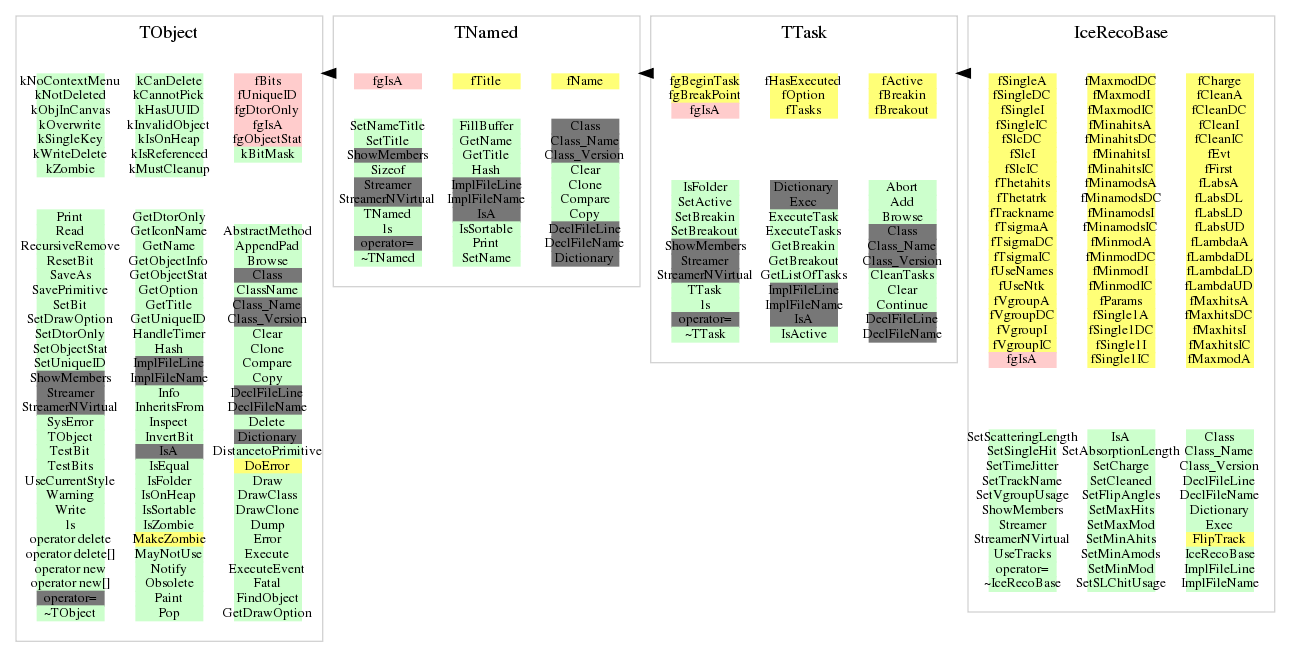 TObject
kNoContextMenu kCanDelete fBits
kNotDeleted kCannotPick fUniqueID
kObjInCanvas kHasUUID fgDtorOnly
kOverwrite kInvalidObject fgIsA
kSingleKey kIsOnHeap fgObjectStat
kWriteDelete kIsReferenced kBitMask
kZombie kMustCleanup
Print GetDtorOnly
Read GetIconName AbstractMethod
RecursiveRemove GetName AppendPad
ResetBit GetObjectInfo Browse
SaveAs GetObjectStat Class
SavePrimitive GetOption ClassName
SetBit GetTitle Class_Name
SetDrawOption GetUniqueID Class_Version
SetDtorOnly HandleTimer Clear
SetObjectStat Hash Clone
SetUniqueID ImplFileLine Compare
ShowMembers ImplFileName Copy
Streamer Info DeclFileLine
StreamerNVirtual InheritsFrom DeclFileName
SysError Inspect Delete
TObject InvertBit Dictionary
TestBit IsA DistancetoPrimitive
TestBits IsEqual DoError
UseCurrentStyle IsFolder Draw
Warning IsOnHeap DrawClass
Write IsSortable DrawClone
ls IsZombie Dump
operator delete MakeZombie Error
operator delete[] MayNotUse Execute
operator new Notify ExecuteEvent
operator new[] Obsolete Fatal
operator= Paint FindObject
~TObject Pop GetDrawOption
TNamed
fgIsA fTitle fName
SetNameTitle FillBuffer Class
SetTitle GetName Class_Name
ShowMembers GetTitle Class_Version
Sizeof Hash Clear
Streamer ImplFileLine Clone
StreamerNVirtual ImplFileName Compare
TNamed IsA Copy
ls IsSortable DeclFileLine
operator= Print DeclFileName
~TNamed SetName Dictionary
TTask
fgBeginTask fHasExecuted fActive
fgBreakPoint fOption fBreakin
fgIsA fTasks fBreakout
IsFolder Dictionary Abort
SetActive Exec Add
SetBreakin ExecuteTask Browse
SetBreakout ExecuteTasks Class
ShowMembers GetBreakin Class_Name
Streamer GetBreakout Class_Version
StreamerNVirtual GetListOfTasks CleanTasks
TTask ImplFileLine Clear
ls ImplFileName Continue
operator= IsA DeclFileLine
~TTask IsActive DeclFileName
IceRecoBase
fSingleA fMaxmodDC fCharge
fSingleDC fMaxmodI fCleanA
fSingleI fMaxmodIC fCleanDC
fSingleIC fMinahitsA fCleanI
fSlcDC fMinahitsDC fCleanIC
fSlcI fMinahitsI fEvt
fSlcIC fMinahitsIC fFirst
fThetahits fMinamodsA fLabsA
fThetatrk fMinamodsDC fLabsDL
fTrackname fMinamodsI fLabsLD
fTsigmaA fMinamodsIC fLabsUD
fTsigmaDC fMinmodA fLambdaA
fTsigmaI fMinmodDC fLambdaDL
fTsigmaIC fMinmodI fLambdaLD
fUseNames fMinmodIC fLambdaUD
fUseNtk fParams fMaxhitsA
fVgroupA fSingle1A fMaxhitsDC
fVgroupDC fSingle1DC fMaxhitsI
fVgroupI fSingle1I fMaxhitsIC
fVgroupIC fSingle1IC fMaxmodA
fgIsA
SetScatteringLength IsA Class
SetSingleHit SetAbsorptionLength Class_Name
SetTimeJitter SetCharge Class_Version
SetTrackName SetCleaned DeclFileLine
SetVgroupUsage SetFlipAngles DeclFileName
ShowMembers SetMaxHits Dictionary
Streamer SetMaxMod Exec
StreamerNVirtual SetMinAhits FlipTrack
UseTracks SetMinAmods IceRecoBase
operator= SetMinMod ImplFileLine
~IceRecoBase SetSLChitUsage ImplFileName